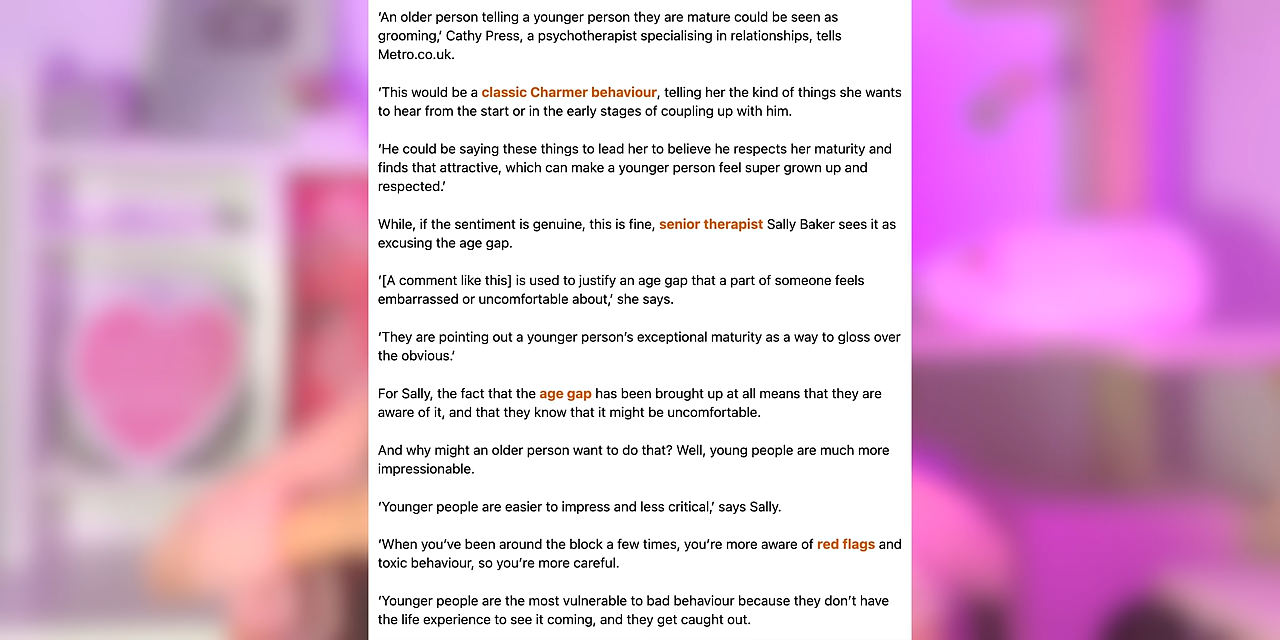 ‘An older person telling a younger person they are mature could be seen as
grooming,’ Cathy Press, a psychotherapist specialising in relationships, tells
Metro.co.uk.
‘This would be a classic Charmer behaviour, telling her the kind of things she wants
to hear from the start or in the early stages of coupling up with him.
‘He could be saying these things to lead her to believe he respects her maturity and
finds that attractive, which can make a younger person feel super grown up and
respected.’
While, if the sentiment is genuine, this is fine, senior therapist Sally Baker sees it as
excusing the age gap.
‘[A comment like this] is used to justify an age gap that a part of someone feels
embarrassed or uncomfortable about,’ she says.
‘They are pointing out a younger person’s exceptional maturity as a way to gloss over
the obvious.’
For Sally, the fact that the age gap has been brought up at all means that they are
aware of it, and that they know that it might be uncomfortable.
And why might an older person want to do that? Well, young people are much more
impressionable.
‘Younger people are easier to impress and less critical,’ says Sally.
‘When you’ve been around the block a few times, you’re more aware of red flags and
toxic behaviour, so you’re more careful.
‘Younger people are the most vulnerable to bad behaviour because they don’t have
the life experience to see it coming, and they get caught out.